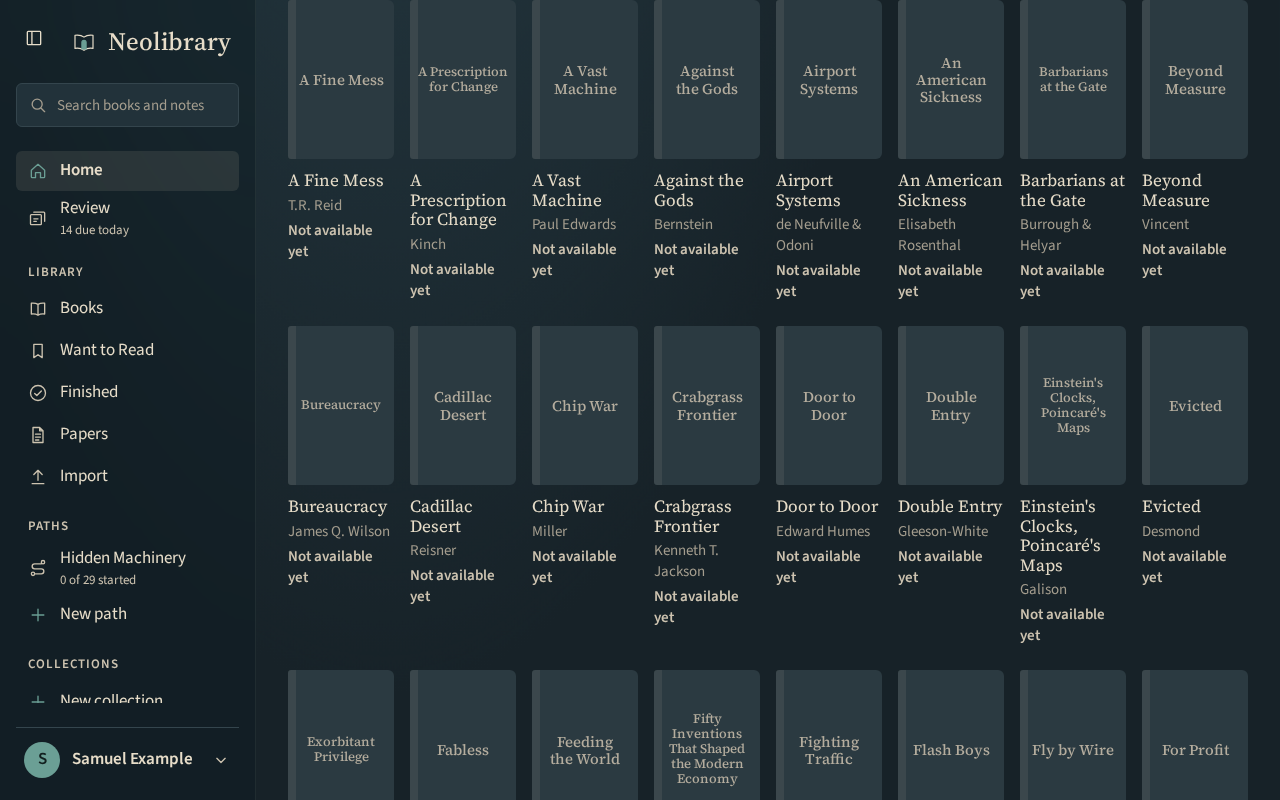 Neolibrary
Search books and notes
Home
Review
14 due today
LIBRARY
Books
Want to Read
Finished
Papers
Import
PATHS
Hidden Machinery
0 of 29 started
New path
COLLECTIONS
New collection
S
Samuel Example
A Fine Mess
A Fine Mess
T.R. Reid
Not available
yet
A Prescription
for Change
A
Prescription
for Change
Kinch
Not available
yet
A Vast
Machine
A Vast
Machine
Paul Edwards
Not available
yet
Against
the Gods
Against the
Gods
Bernstein
Not available
yet
Airport
Systems
Airport
Systems
de Neufville &
Odoni
Not available
yet
An
American
Sickness
An American
Sickness
Elisabeth
Rosenthal
Not available
yet
Barbarians
at the Gate
Barbarians at
the Gate
Burrough &
Helyar
Not available
yet
Beyond
Measure
Beyond
Measure
Vincent
Not available
yet
Bureaucracy
Bureaucracy
James Q. Wilson
Not available
yet
Cadillac
Desert
Cadillac
Desert
Reisner
Not available
yet
Chip War
Chip War
Miller
Not available
yet
Crabgrass
Frontier
Crabgrass
Frontier
Kenneth T.
Jackson
Not available
yet
Door to
Door
Door to Door
Edward Humes
Not available
yet
Double
Entry
Double Entry
Gleeson-White
Not available
yet
Einstein's
Clocks,
Poincaré's
Maps
Einstein's
Clocks,
Poincaré's
Maps
Galison
Not available
yet
Evicted
Evicted
Desmond
Not available
yet
Exorbitant
Privilege
Fabless
Feeding
the World
Fifty
Inventions
That Shaped
the Modern
Economy
Fighting
Traffic
Flash Boys
Fly by Wire
For Profit